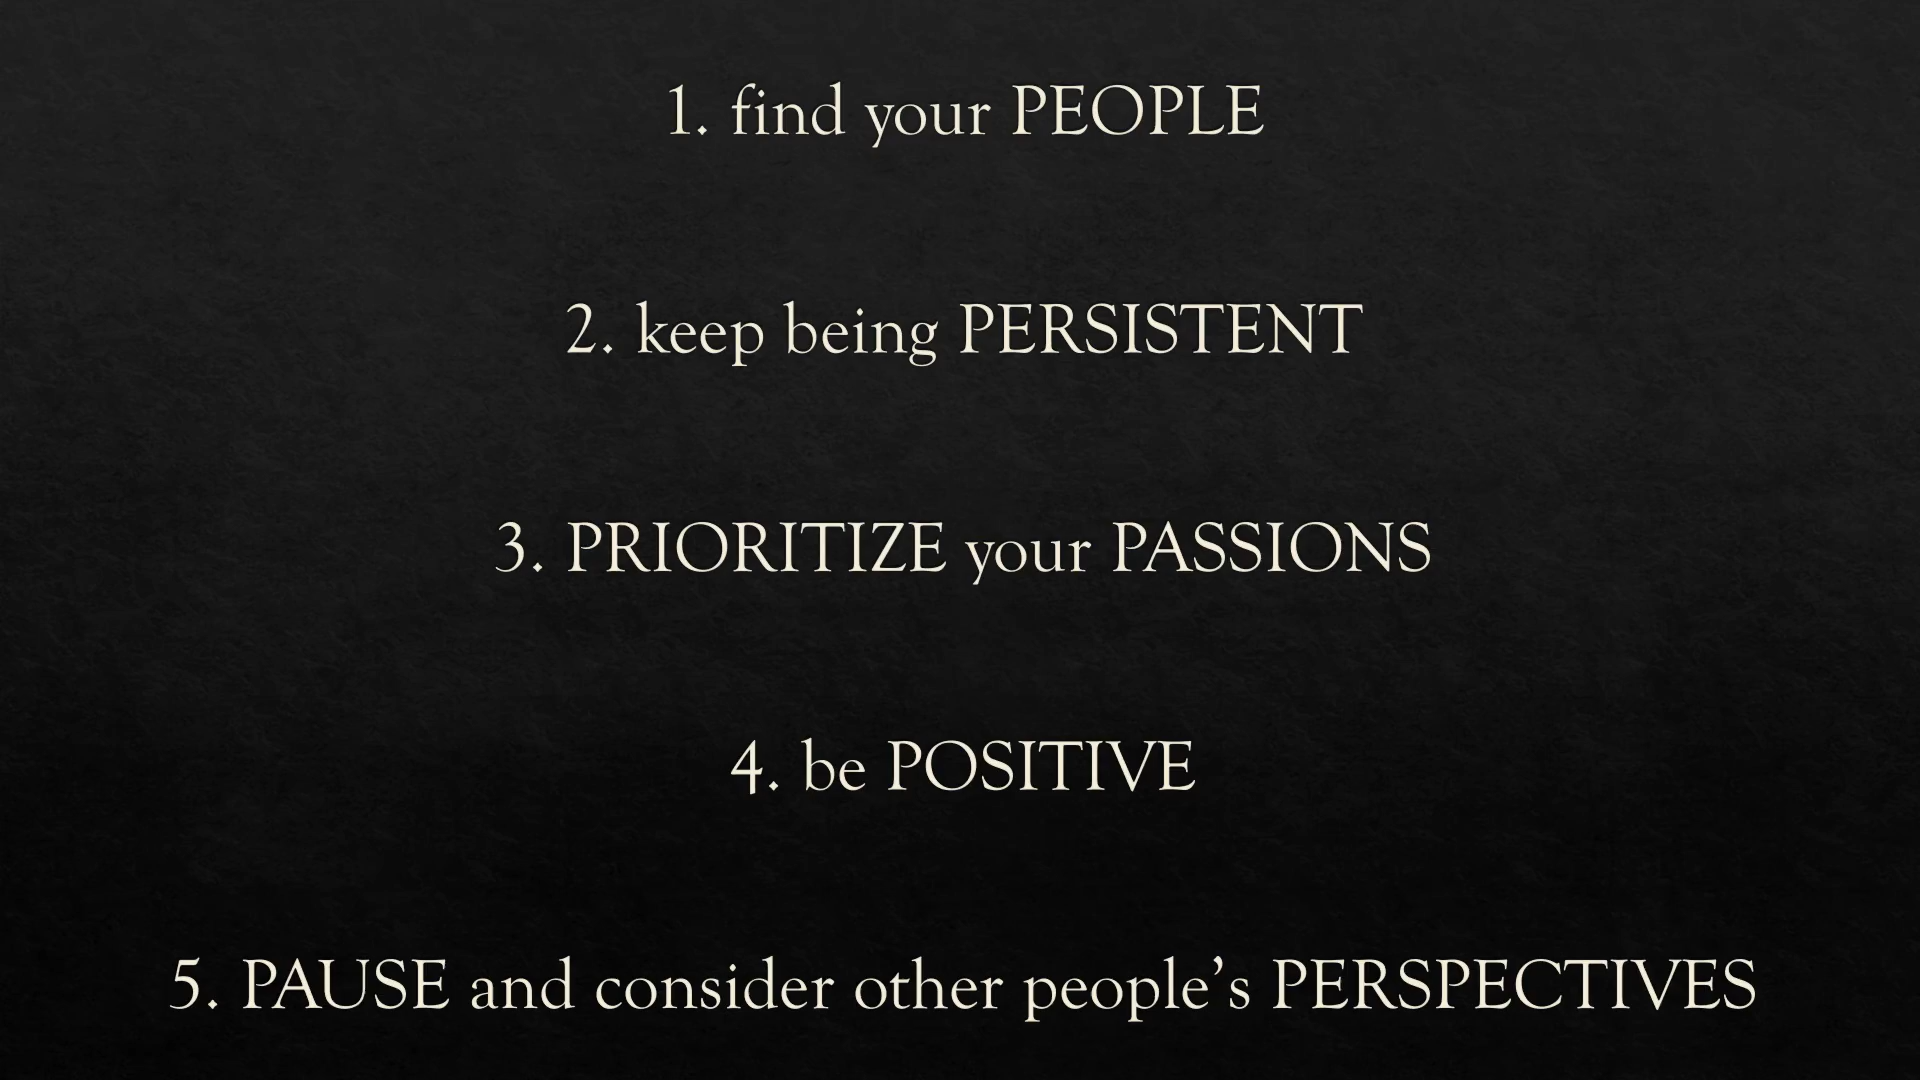 1. find your PEOPLE
2. keep being PERSISTENT
3. PRIORITIZE your PASSIONS
4. be POSITIVE
5. PAUSE and consider other people’s PERSPECTIVES